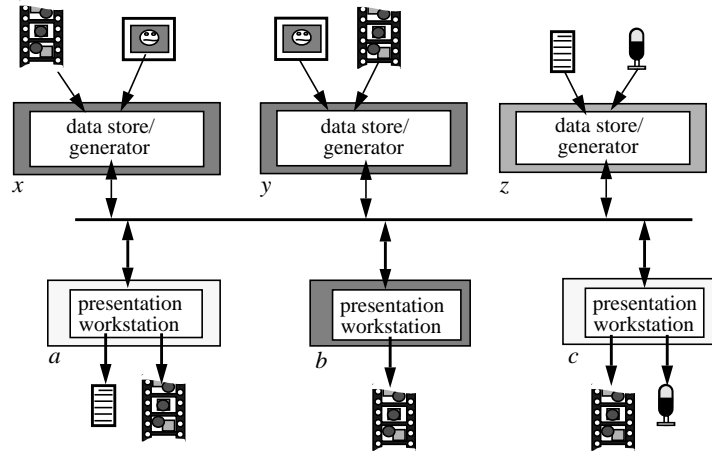 data store/
generator
x
data store/
generator
y
data store/
generator
z
presentation
workstation
a
presentation
workstation
b
presentation
workstation
c